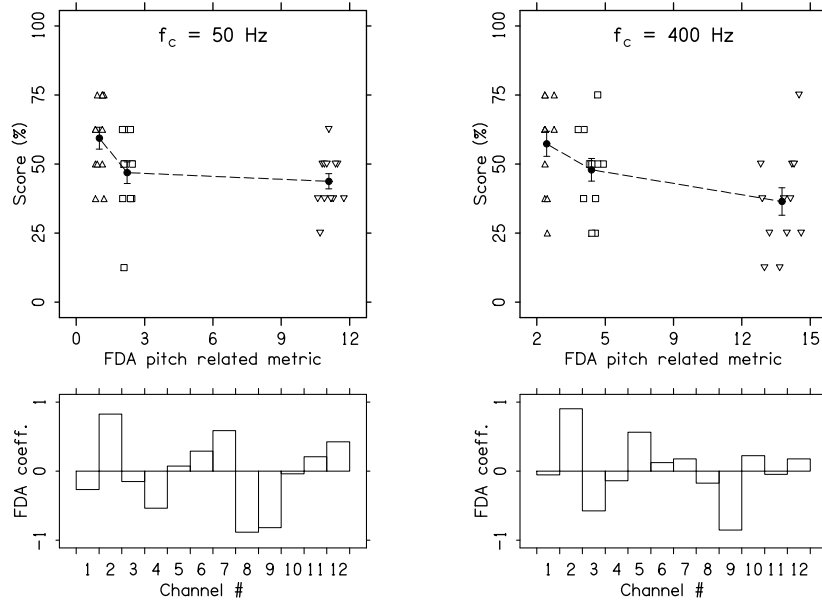 f_c = 50 Hz
Score (%)
100
75
50
25
0
0 3 6 9 12
FDA pitch related metric
f_c = 400 Hz
Score (%)
100
75
50
25
0
2 5 9 12 15
FDA pitch related metric
FDA coeff.
1
0
−1
1 2 3 4 5 6 7 8 9 10 11 12
Channel #
FDA coeff.
1
0
−1
1 2 3 4 5 6 7 8 9 10 11 12
Channel #